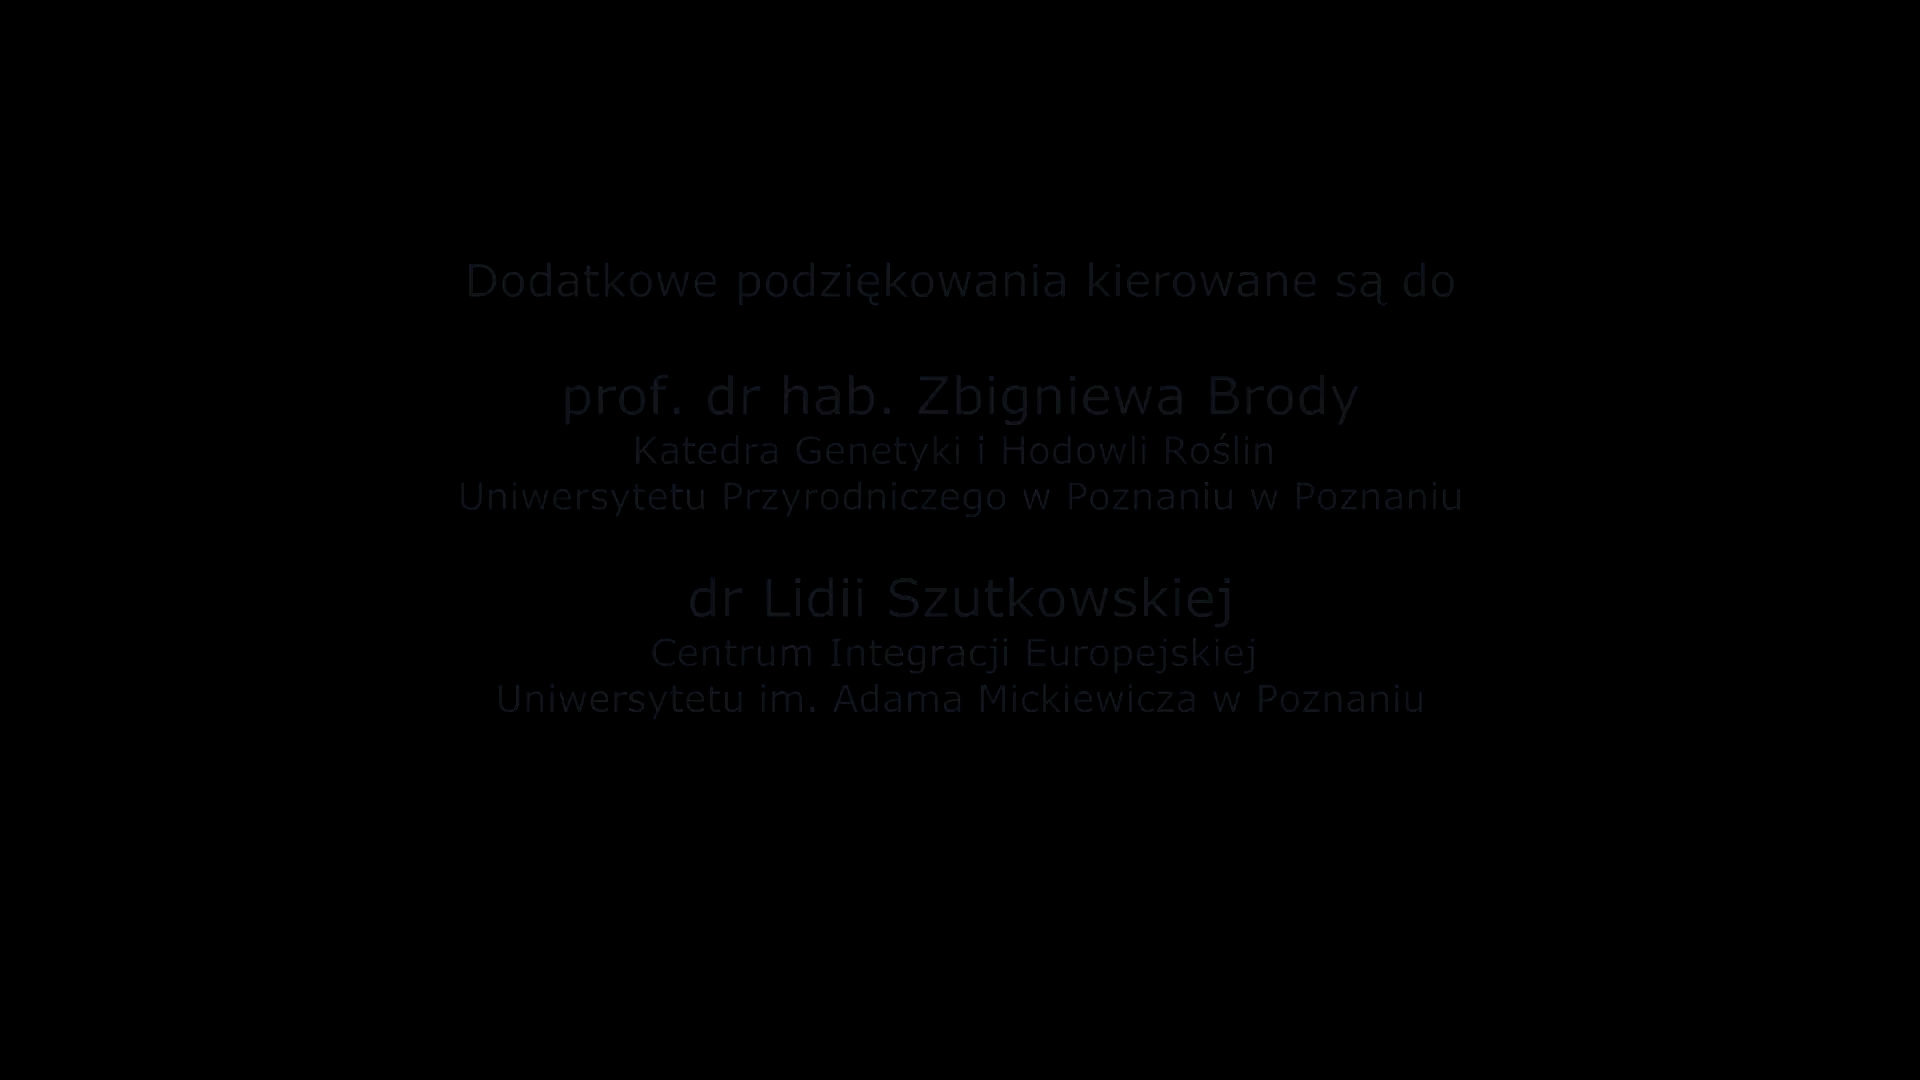 Dodatkowe podziękowania kierowane są do
prof. dr hab. Zbigniewa Brody
Katedra Genetyki i Hodowli Roślin
Uniwersytetu Przyrodniczego w Poznaniu w Poznaniu
dr Lidii Szutkowskiej
Centrum Integracji Europejskiej
Uniwersytetu im. Adama Mickiewicza w Poznaniu